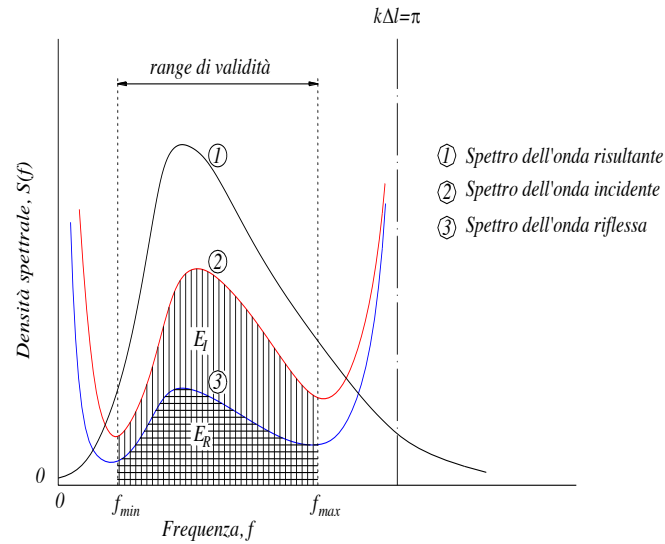 kΔl=π
range di validità
1
1 Spettro dell'onda risultante
2 Spettro dell'onda incidente
3 Spettro dell'onda riflessa
2
E_I
3
E_R
Densità spettrale, S(f)
0
0
f_min
f_max
Frequenza, f